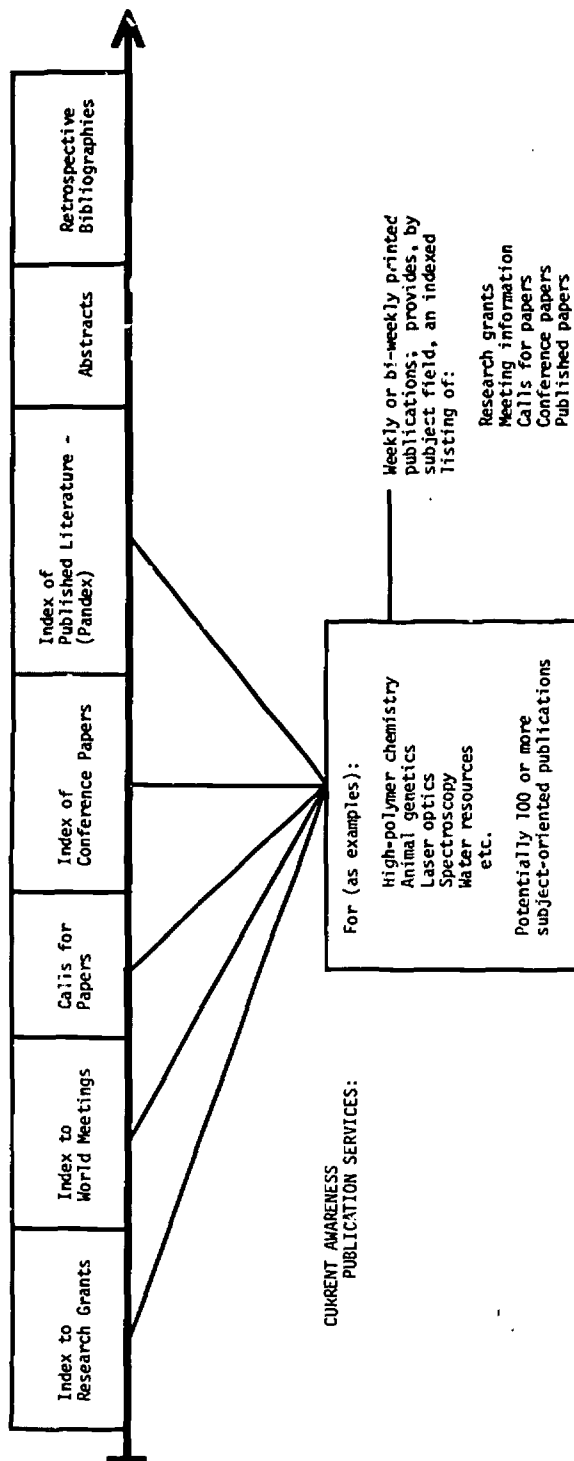 Index to
Research Grants
Index to
World Meetings
Calis for
Papers
Index of
Conference Papers
Index of
Published Literature -
(Pandex)
Abstracts
Retrospective
Bibliographies
CURRENT AWARENESS
PUBLICATION SERVICES:
For (as examples):
High-polymer chemistry
Animal genetics
Laser optics
Spectroscopy
Water resources
etc.
Potentially 100 or more
subject-oriented publications
Weekly or bi-weekly printed
publications; provides, by
subject field, an indexed
listing of:
Research grants
Meeting information
Calls for papers
Conference papers
Published papers